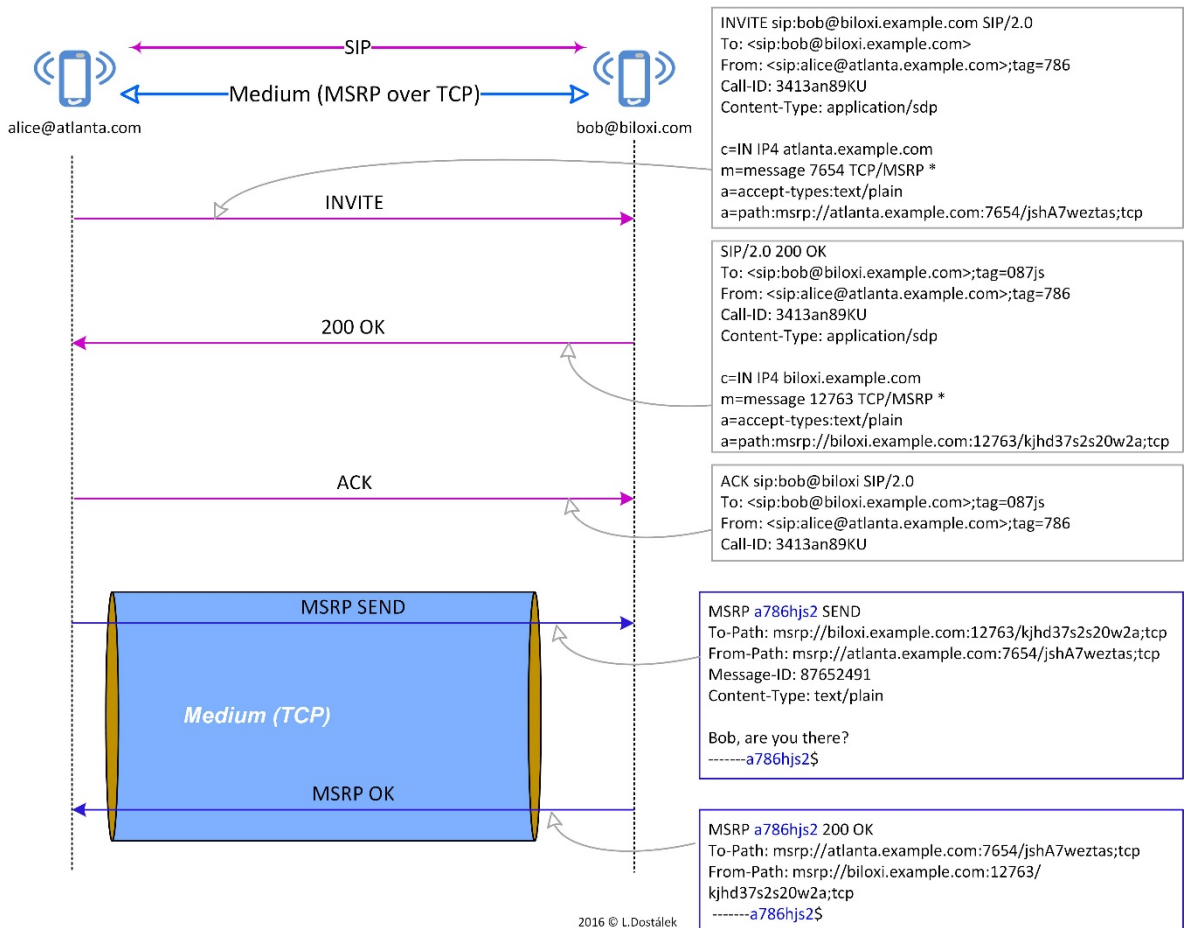 SIP
Medium (MSRP over TCP)
alice@atlanta.com
bob@biloxi.com
INVITE sip:bob@biloxi.example.com SIP/2.0
To: <sip:bob@biloxi.example.com>
From: <sip:alice@atlanta.example.com>;tag=786
Call-ID: 3413an89KU
Content-Type: application/sdp
c=IN IP4 atlanta.example.com
m=message 7654 TCP/MSRP *
a=accept-types:text/plain
a=path:msrp://atlanta.example.com:7654/jshA7weztas;tcp
INVITE
SIP/2.0 200 OK
To: <sip:bob@biloxi.example.com>;tag=087js
From: <sip:alice@atlanta.example.com>;tag=786
Call-ID: 3413an89KU
Content-Type: application/sdp
c=IN IP4 biloxi.example.com
m=message 12763 TCP/MSRP *
a=accept-types:text/plain
a=path:msrp://biloxi.example.com:12763/kjhd37s2s20w2a;tcp
200 OK
ACK
ACK sip:bob@biloxi SIP/2.0
To: <sip:bob@biloxi.example.com>;tag=087js
From: <sip:alice@atlanta.example.com>;tag=786
Call-ID: 3413an89KU
MSRP SEND
MSRP a786hjs2 SEND
To-Path: msrp://biloxi.example.com:12763/kjhd37s2s20w2a;tcp
From-Path: msrp://atlanta.example.com:7654/jshA7weztas;tcp
Message-ID: 87652491
Content-Type: text/plain
Bob, are you there?
-------a786hjs2$
Medium (TCP)
MSRP OK
MSRP a786hjs2 200 OK
To-Path: msrp://atlanta.example.com:7654/jshA7weztas;tcp
From-Path: msrp://biloxi.example.com:12763/
kjhd37s2s20w2a;tcp
-------a786hjs2$
2016 © L.Dostálek